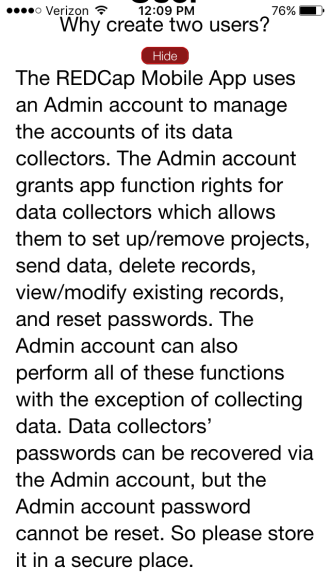 Verizon 12:09 PM 76%
Why create two users?
Hide
The REDCap Mobile App uses
an Admin account to manage
the accounts of its data
collectors. The Admin account
grants app function rights for
data collectors which allows
them to set up/remove projects,
send data, delete records,
view/modify existing records,
and reset passwords. The
Admin account can also
perform all of these functions
with the exception of collecting
data. Data collectors’
passwords can be recovered via
the Admin account, but the
Admin account password
cannot be reset. So please store
it in a secure place.